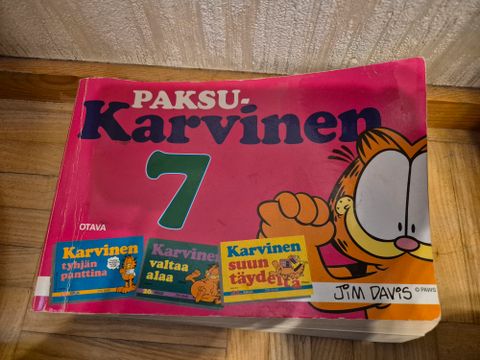 PAKSU-
Karvinen
7
OTAVA
Karvinen
tyhjän
panttina
Karvinen
valtaa
alaa
Karvinen
suun
täydeltä
JIM DAVIS
© PAWS